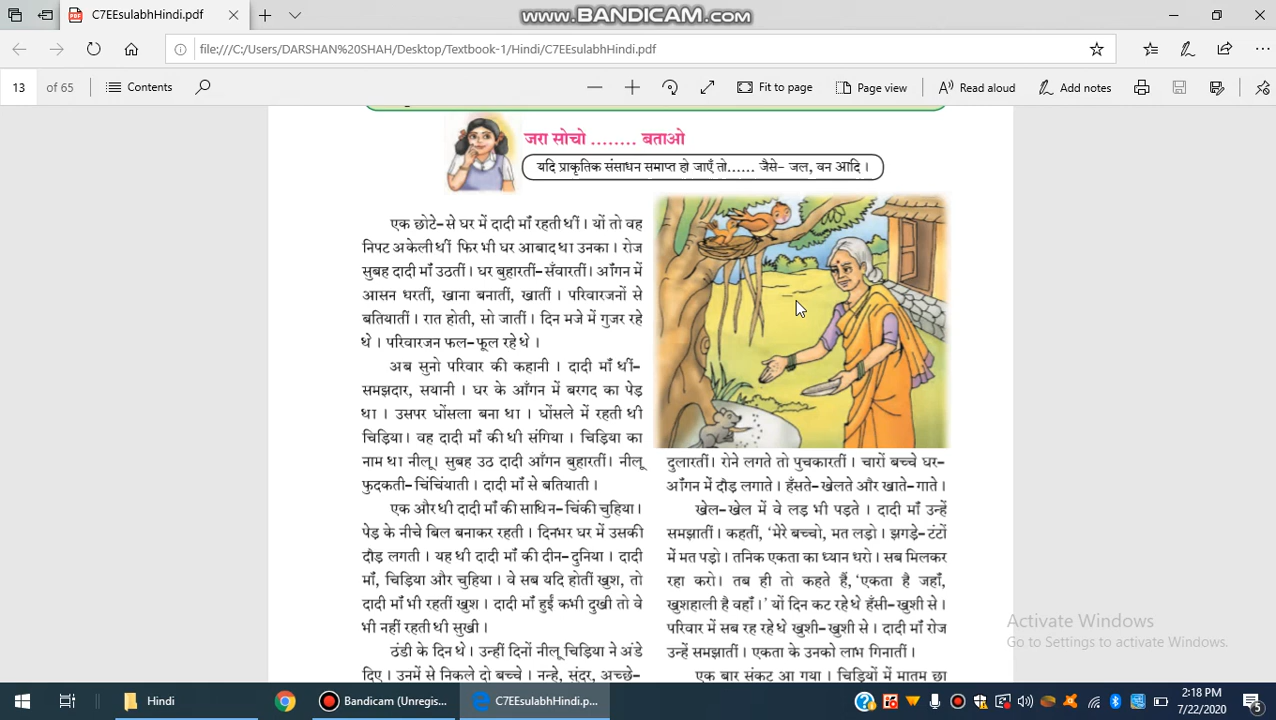 www.BANDICAM.com
C7EEsulabhHindi.pdf
file:///C:/Users/DARSHAN%20SHAH/Desktop/Textbook-1/Hindi/C7EEsulabhHindi.pdf
13 of 65 Contents Fit to page Page view Read aloud Add notes
जरा सोचो ........ बताओ
यदि प्राकृतिक संसाधन समाप्त हो जाएँ तो...... जैसे- जल, वन आदि ।
एक छोटे-से घर में दादी माँ रहती थीं । यों तो वह
निपट अकेली थीं फिर भी घर आबाद था उनका । रोज
सुबह दादी माँ उठतीं । घर बुहारतीं-सँवारतीं। आँगन में
आसन धरतीं, खाना बनातीं, खातीं । परिवारजनों से
बतियातीं । रात होती, सो जातीं । दिन मजे में गुजर रहे
थे । परिवारजन फल-फूल रहे थे ।
अब सुनो परिवार की कहानी । दादी माँ थीं-
समझदार, सयानी । घर के आँगन में बरगद का पेड़
था । उसपर घोंसला बना था । घोंसले में रहती थी
चिड़िया। वह दादी माँ की थी संगिया । चिड़िया का
नाम था नीलू। सुबह उठ दादी आँगन बुहारतीं। नीलू
फुदकती-चिंचिंयाती । दादी माँ से बतियाती ।
एक और थी दादी माँ की साथिन-चिंकी चुहिया।
पेड़ के नीचे बिल बनाकर रहती । दिनभर घर में उसकी
दौड़ लगती । यह थी दादी माँ की दीन-दुनिया । दादी
माँ, चिड़िया और चुहिया । वे सब यदि होतीं खुश, तो
दादी माँ भी रहतीं खुश । दादी माँ हुईं कभी दुखी तो वे
भी नहीं रहती थी सुखी ।
ठंडी के दिन थे । उन्हीं दिनों नीलू चिड़िया ने अंडे
दिए । उनमें से निकले दो बच्चे । नन्हे, सुंदर, अच्छे-
दुलारतीं। रोने लगते तो पुचकारतीं । चारों बच्चे घर-
आँगन में दौड़ लगाते । हँसते-खेलते और खाते-गाते ।
खेल-खेल में वे लड़ भी पड़ते । दादी माँ उन्हें
समझातीं । कहतीं, ‘मेरे बच्चो, मत लड़ो । झगड़े-टंटों
में मत पड़ो । तनिक एकता का ध्यान धरो । सब मिलकर
रहा करो। तब ही तो कहते हैं, ‘एकता है जहाँ,
खुशहाली है वहाँ ।’ यों दिन कट रहे थे हँसी-खुशी से ।
परिवार में सब रह रहे थे खुशी-खुशी से । दादी माँ रोज
उन्हें समझातीं । एकता के उनको लाभ गिनातीं ।
एक बार संकट आ गया । चिड़ियों में मातम छा
Activate Windows
Go to Settings to activate Windows.
Hindi Bandicam (Unregis... C7EEsulabhHindi.p...
2:18 PM
7/22/2020
5